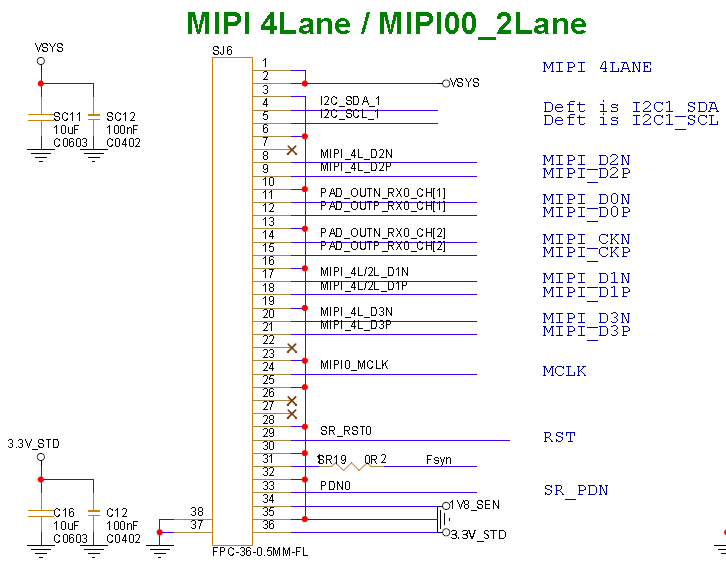 MIPI 4Lane / MIPI00_2Lane
VSYS
SC11
10uF
C0603
SC12
100nF
C0402
SJ6
1
2
3
4
5
6
7
8
9
10
11
12
13
14
15
16
17
18
19
20
21
22
23
24
25
26
27
28
29
30
31
32
33
34
35
36
38
37
FPC-36-0.5MM-FL
VSYS
I2C_SDA_1
I2C_SCL_1
MIPI_4L_D2N
MIPI_4L_D2P
PAD_OUTN_RX0_CH[1]
PAD_OUTP_RX0_CH[1]
PAD_OUTN_RX0_CH[2]
PAD_OUTP_RX0_CH[2]
MIPI_4L/2L_D1N
MIPI_4L/2L_D1P
MIPI_4L_D3N
MIPI_4L_D3P
MIPI0_MCLK
SR_RST0
1 SR19 0R 2 Fsyn
PDN0
1V8_SEN
3.3V_STD
MIPI 4LANE
Deft is I2C1_SDA
Deft is I2C1_SCL
MIPI_D2N
MIPI_D2P
MIPI_D0N
MIPI_D0P
MIPI_CKN
MIPI_CKP
MIPI_D1N
MIPI_D1P
MIPI_D3N
MIPI_D3P
MCLK
RST
SR_PDN
3.3V_STD
C16
10uF
C0603
C12
100nF
C0402